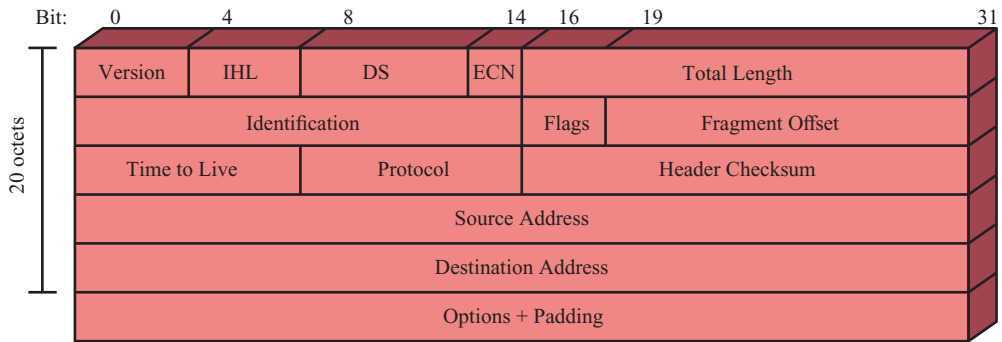 Bit: 0 4 8 14 16 19 31
Version IHL DS ECN Total Length
Identification Flags Fragment Offset
Time to Live Protocol Header Checksum
Source Address
Destination Address
Options + Padding
20 octets